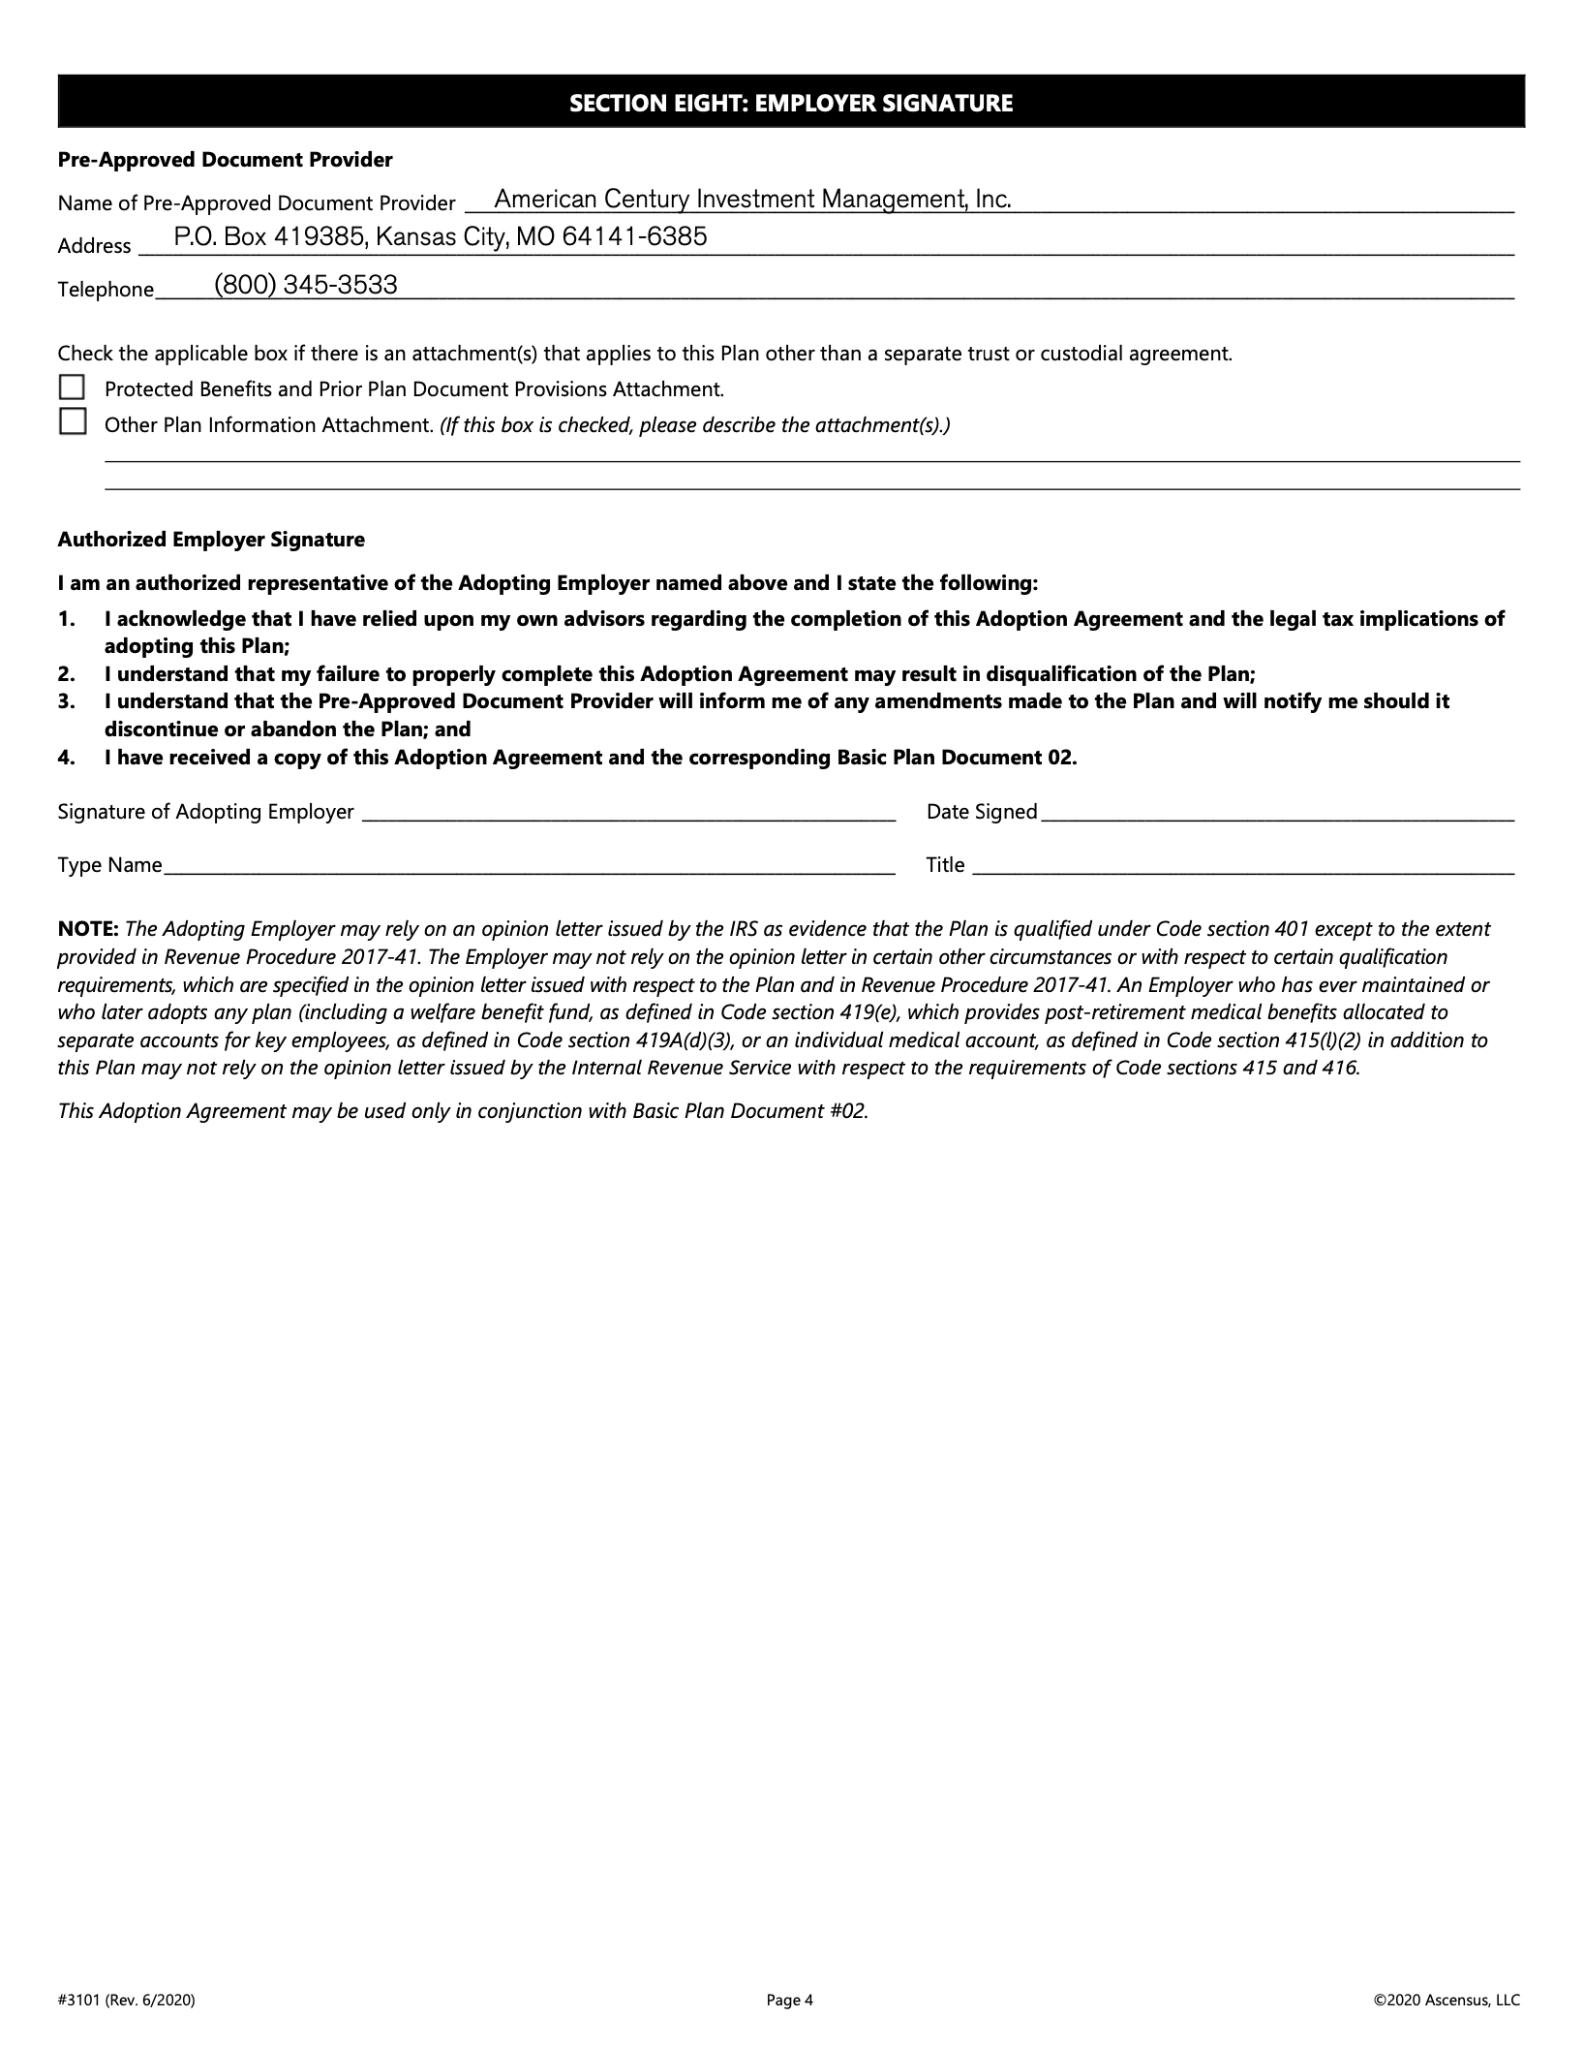 SECTION EIGHT: EMPLOYER SIGNATURE
Pre-Approved Document Provider
Name of Pre-Approved Document Provider American Century Investment Management, Inc.
Address P.O. Box 419385, Kansas City, MO 64141-6385
Telephone (800) 345-3533
Check the applicable box if there is an attachment(s) that applies to this Plan other than a separate trust or custodial agreement.
Protected Benefits and Prior Plan Document Provisions Attachment.
Other Plan Information Attachment. (If this box is checked, please describe the attachment(s).)
Authorized Employer Signature
I am an authorized representative of the Adopting Employer named above and I state the following:
1. I acknowledge that I have relied upon my own advisors regarding the completion of this Adoption Agreement and the legal tax implications of
adopting this Plan;
2. I understand that my failure to properly complete this Adoption Agreement may result in disqualification of the Plan;
3. I understand that the Pre-Approved Document Provider will inform me of any amendments made to the Plan and will notify me should it
discontinue or abandon the Plan; and
4. I have received a copy of this Adoption Agreement and the corresponding Basic Plan Document 02.
Signature of Adopting Employer Date Signed
Type Name Title
NOTE: The Adopting Employer may rely on an opinion letter issued by the IRS as evidence that the Plan is qualified under Code section 401 except to the extent
provided in Revenue Procedure 2017-41. The Employer may not rely on the opinion letter in certain other circumstances or with respect to certain qualification
requirements, which are specified in the opinion letter issued with respect to the Plan and in Revenue Procedure 2017-41. An Employer who has ever maintained or
who later adopts any plan (including a welfare benefit fund, as defined in Code section 419(e), which provides post-retirement medical benefits allocated to
separate accounts for key employees, as defined in Code section 419A(d)(3), or an individual medical account, as defined in Code section 415(l)(2) in addition to
this Plan may not rely on the opinion letter issued by the Internal Revenue Service with respect to the requirements of Code sections 415 and 416.
This Adoption Agreement may be used only in conjunction with Basic Plan Document #02.
#3101 (Rev. 6/2020) Page 4 ©2020 Ascensus, LLC